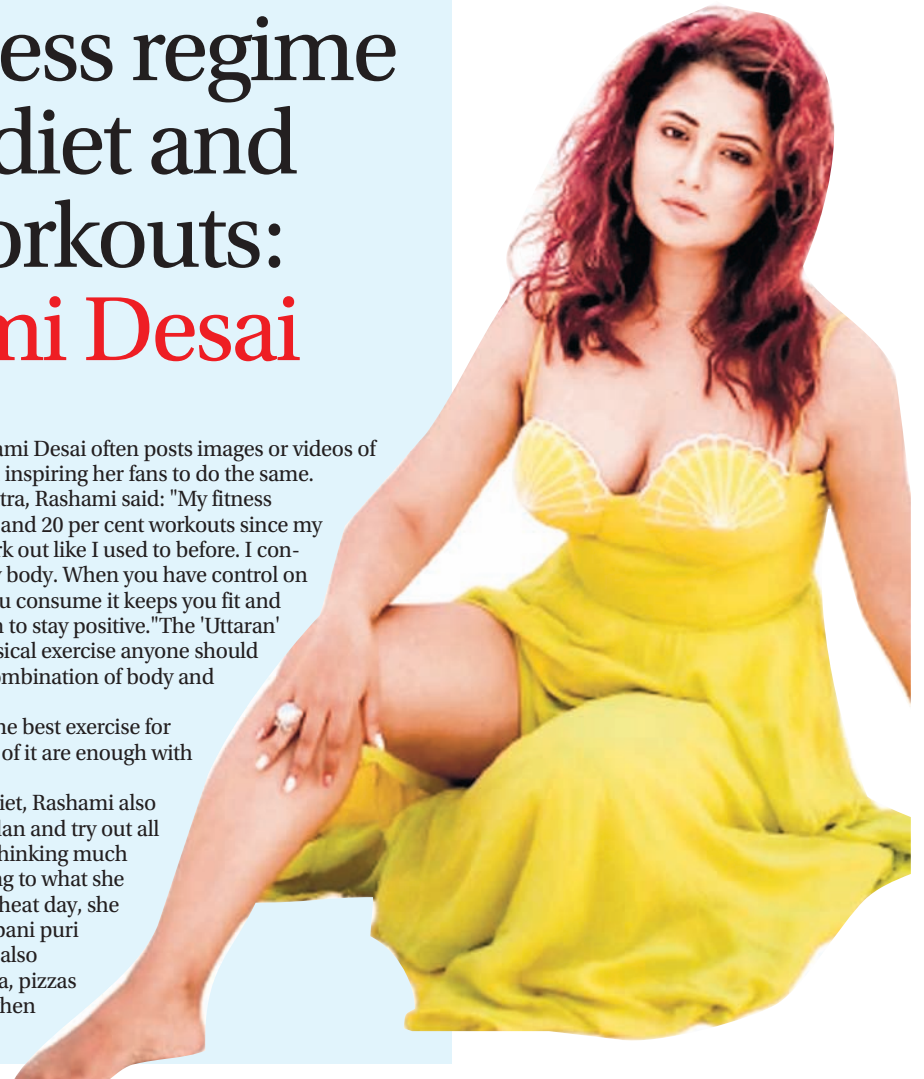 ess regime
diet and
orkouts:
mi Desai
ami Desai often posts images or videos of
inspiring her fans to do the same.
tra, Rashami said: "My fitness
and 20 per cent workouts since my
rk out like I used to before. I con-
y body. When you have control on
u consume it keeps you fit and
n to stay positive."The 'Uttaran'
sical exercise anyone should
ombination of body and
he best exercise for
of it are enough with
iet, Rashami also
lan and try out all
hinking much
ng to what she
heat day, she
pani puri
also
a, pizzas
hen